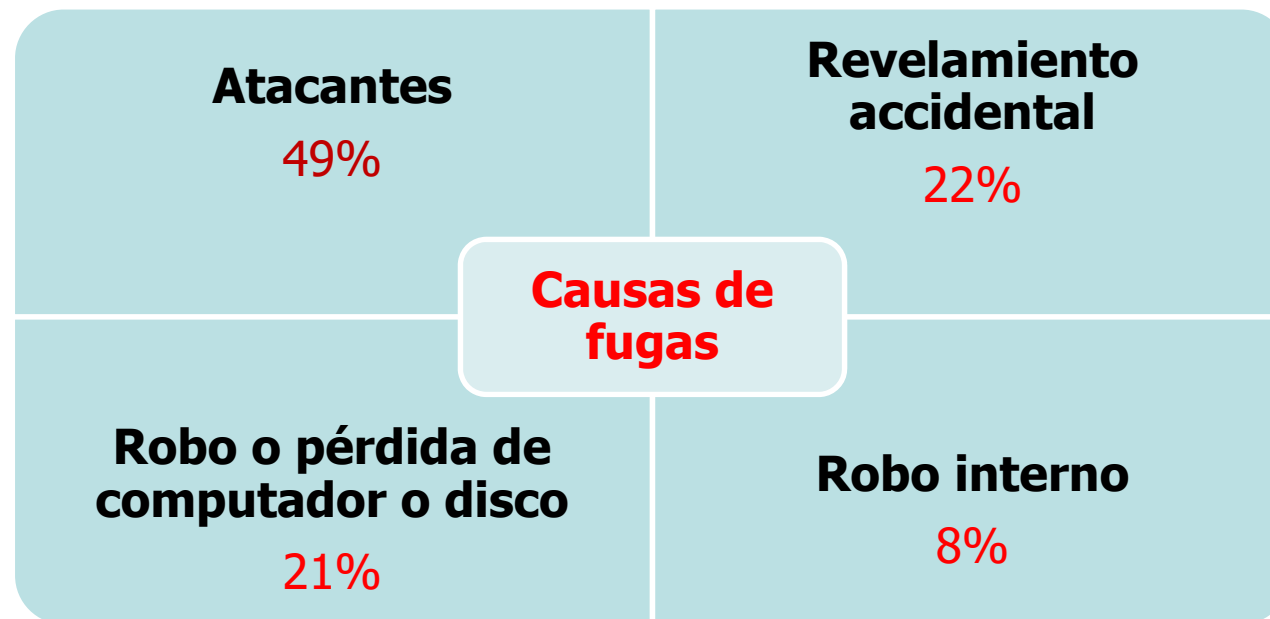 Atacantes
49%
Revelamiento
accidental
22%
Causas de
fugas
Robo o pérdida de
computador o disco
21%
Robo interno
8%